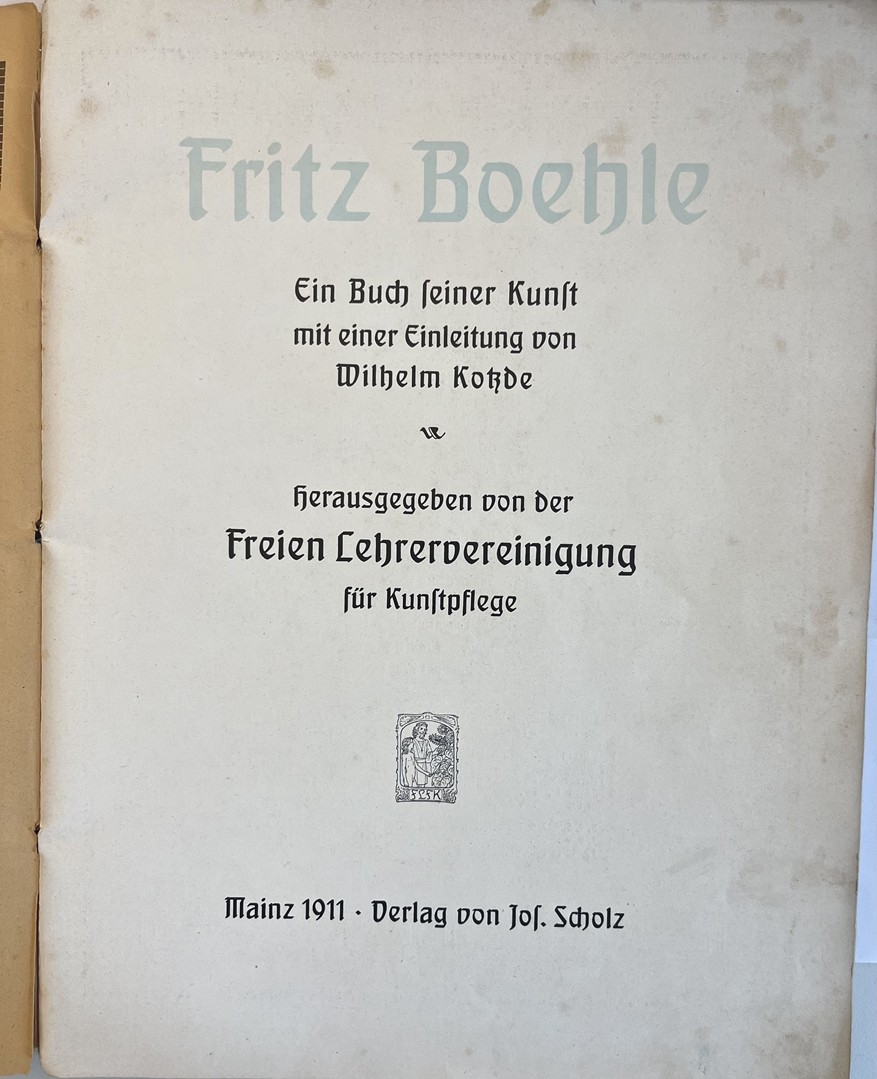 Fritz Boehle
Ein Buch ſeiner Kunſt
mit einer Einleitung von
Wilhelm Kotzde
Herausgegeben von der
Freien Lehrervereinigung
für Kunſtpflege
FLFK
Mainz 1911 · Verlag von Joſ. Scholz